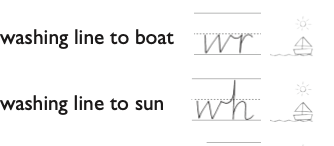 washing line to boat wr
washing line to sun wh